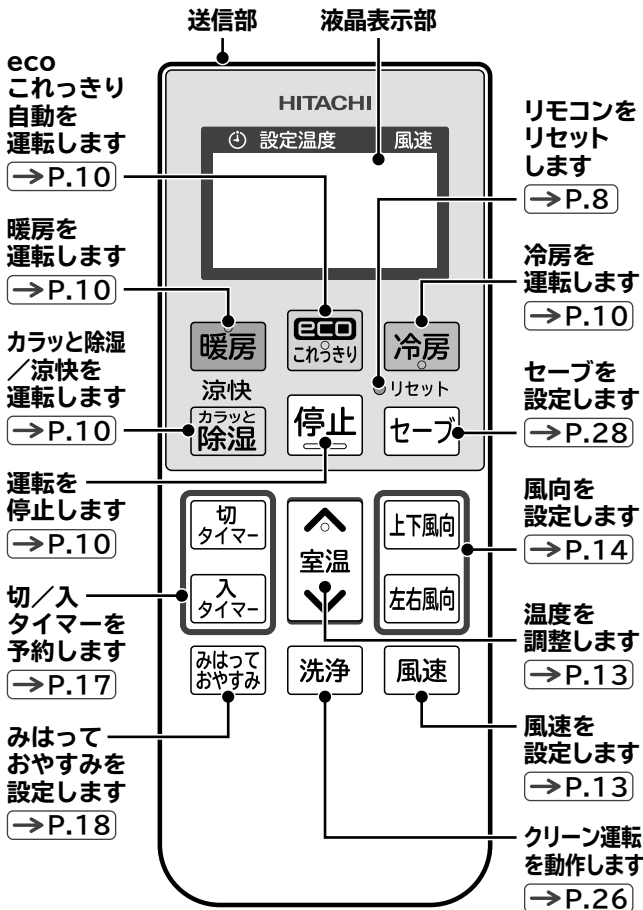 送信部
液晶表示部
eco
これっきり
自動を
運転します
→P.10
暖房を
運転します
→P.10
カラッと除湿
／涼快を
運転します
→P.10
運転を
停止します
→P.10
切／入
タイマーを
予約します
→P.17
みはって
おやすみを
設定します
→P.18
HITACHI
設定温度 風速
暖房
eco
これっきり
冷房
涼快
リセット
カラッと
除湿
停止
セーブ
切
タイマー
室温
上下風向
入
タイマー
左右風向
みはって
おやすみ
洗浄
風速
リモコンを
リセット
します
→P.8
冷房を
運転します
→P.10
セーブを
設定します
→P.28
風向を
設定します
→P.14
温度を
調整します
→P.13
風速を
設定します
→P.13
クリーン運転
を動作します
→P.26